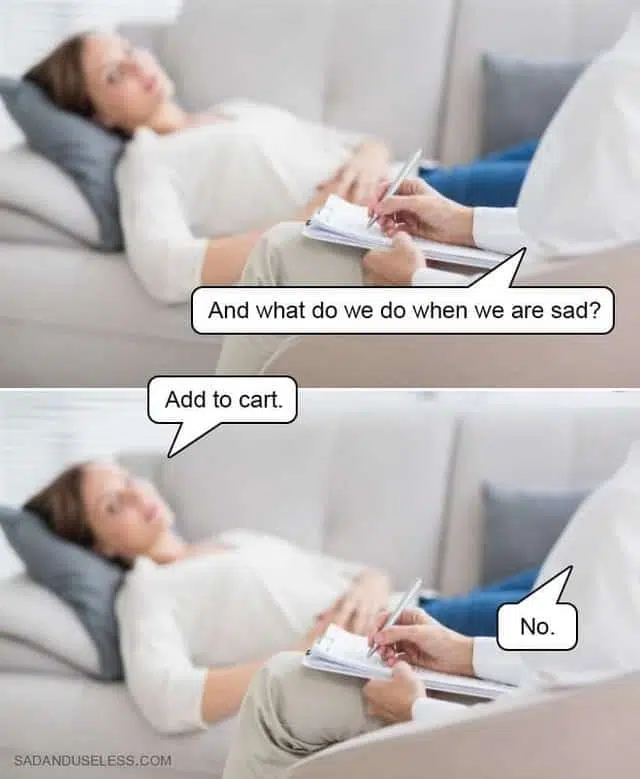 And what do we do when we are sad?
Add to cart.
No.
SADANDUSELESS.COM